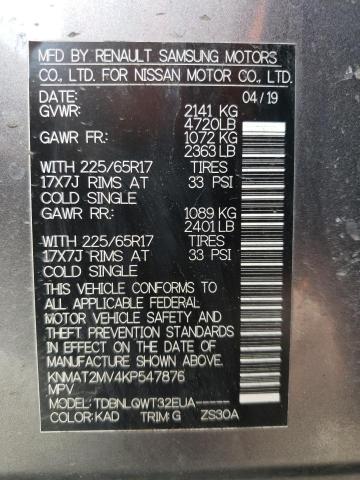 MFD BY RENAULT SAMSUNG MOTORS
CO., LTD. FOR NISSAN MOTOR CO., LTD.
DATE: 04/19
GVWR: 2141 KG
4720LB
GAWR FR: 1072 KG
2363 LB
WITH 225/65R17 TIRES
17X7J RIMS AT 33 PSI
COLD SINGLE
GAWR RR: 1089 KG
2401 LB
WITH 225/65R17 TIRES
17X7J RIMS AT 33 PSI
COLD SINGLE
THIS VEHICLE CONFORMS TO
ALL APPLICABLE FEDERAL
MOTOR VEHICLE SAFETY AND
THEFT PREVENTION STANDARDS
IN EFFECT ON THE DATE OF
MANUFACTURE SHOWN ABOVE.
KNMAT2MV4KP547876
MPV
MODEL: TDBNLQWT32EUA-----
COLOR: KAD TRIM: G ZS30A